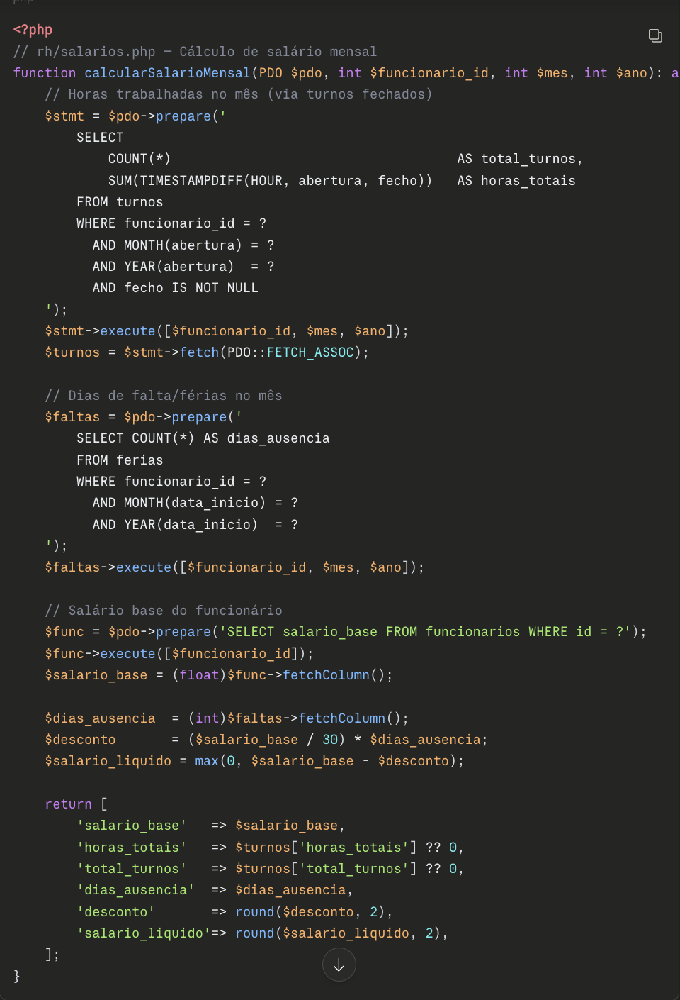 php
<?php
// rh/salarios.php — Cálculo de salário mensal
function calcularSalarioMensal(PDO $pdo, int $funcionario_id, int $mes, int $ano): a
    // Horas trabalhadas no mês (via turnos fechados)
    $stmt = $pdo->prepare('
        SELECT
            COUNT(*)                                    AS total_turnos,
            SUM(TIMESTAMPDIFF(HOUR, abertura, fecho))   AS horas_totais
        FROM turnos
        WHERE funcionario_id = ?
          AND MONTH(abertura) = ?
          AND YEAR(abertura)  = ?
          AND fecho IS NOT NULL
    ');
    $stmt->execute([$funcionario_id, $mes, $ano]);
    $turnos = $stmt->fetch(PDO::FETCH_ASSOC);

    // Dias de falta/férias no mês
    $faltas = $pdo->prepare('
        SELECT COUNT(*) AS dias_ausencia
        FROM ferias
        WHERE funcionario_id = ?
          AND MONTH(data_inicio) = ?
          AND YEAR(data_inicio)  = ?
    ');
    $faltas->execute([$funcionario_id, $mes, $ano]);

    // Salário base do funcionário
    $func = $pdo->prepare('SELECT salario_base FROM funcionarios WHERE id = ?');
    $func->execute([$funcionario_id]);
    $salario_base = (float)$func->fetchColumn();

    $dias_ausencia  = (int)$faltas->fetchColumn();
    $desconto       = ($salario_base / 30) * $dias_ausencia;
    $salario_liquido = max(0, $salario_base - $desconto);

    return [
        'salario_base'   => $salario_base,
        'horas_totais'   => $turnos['horas_totais'] ?? 0,
        'total_turnos'   => $turnos['total_turnos'] ?? 0,
        'dias_ausencia'  => $dias_ausencia,
        'desconto'       => round($desconto, 2),
        'salario_liquido'=> round($salario_liquido, 2),
    ];
}